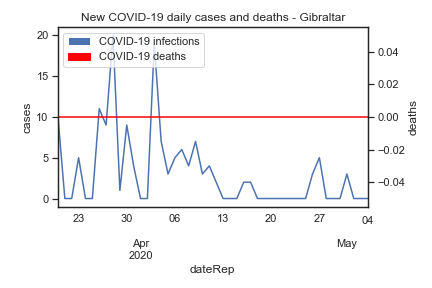 New COVID-19 daily cases and deaths - Gibraltar
COVID-19 infections
COVID-19 deaths
20
15
10
5
0
cases
0.04
0.02
0.00
−0.02
−0.04
deaths
23 30 06 13 20 27 04
Apr May
2020
dateRep